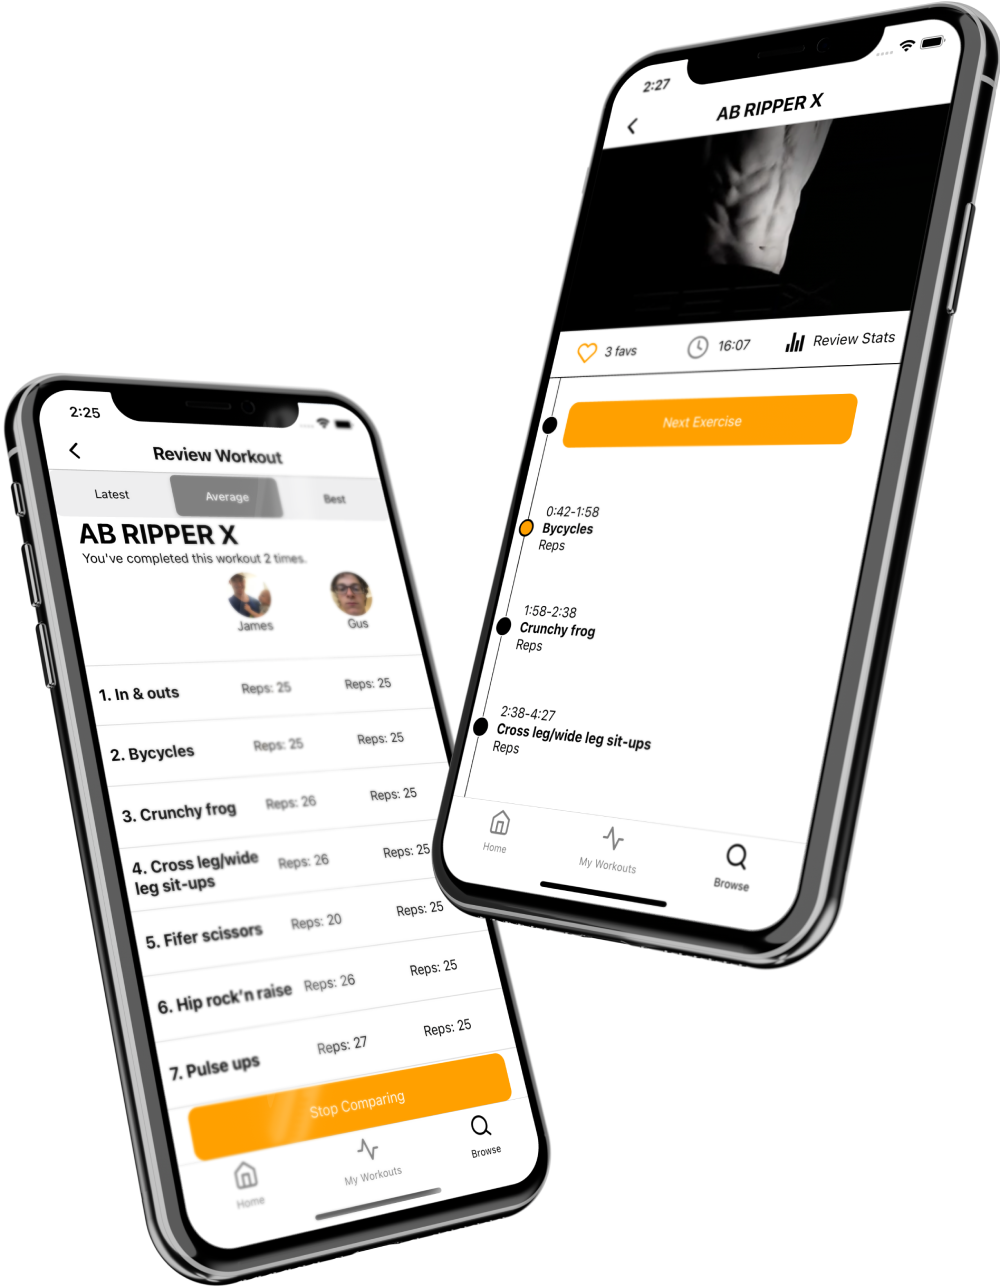 2:27
AB RIPPER X
3 favs
16:07
Review Stats
Next Exercise
0:42-1:58
Bycycles
Reps
1:58-2:38
Crunchy frog
Reps
2:38-4:27
Cross leg/wide leg sit-ups
Reps
Home
My Workouts
Browse
2:25
Review Workout
Latest
Average
Best
AB RIPPER X
You've completed this workout 2 times.
James
Gus
1. In & outs
Reps: 25
Reps: 25
2. Bycycles
Reps: 25
Reps: 25
3. Crunchy frog
Reps: 26
Reps: 25
4. Cross leg/wide
leg sit-ups
Reps: 26
Reps: 25
5. Fifer scissors
Reps: 20
Reps: 25
6. Hip rock'n raise
Reps: 26
Reps: 25
7. Pulse ups
Reps: 27
Reps: 25
Stop Comparing
Home
My Workouts
Browse